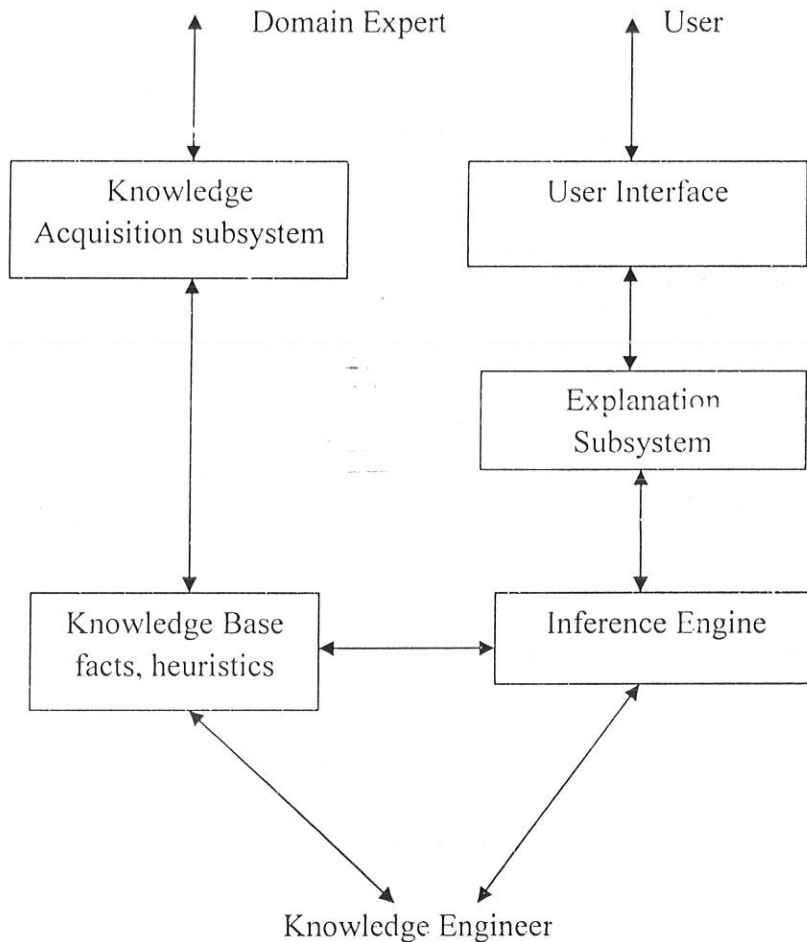 Domain Expert
User
Knowledge
Acquisition subsystem
User Interface
Explanation
Subsystem
Knowledge Base
facts, heuristics
Inference Engine
Knowledge Engineer